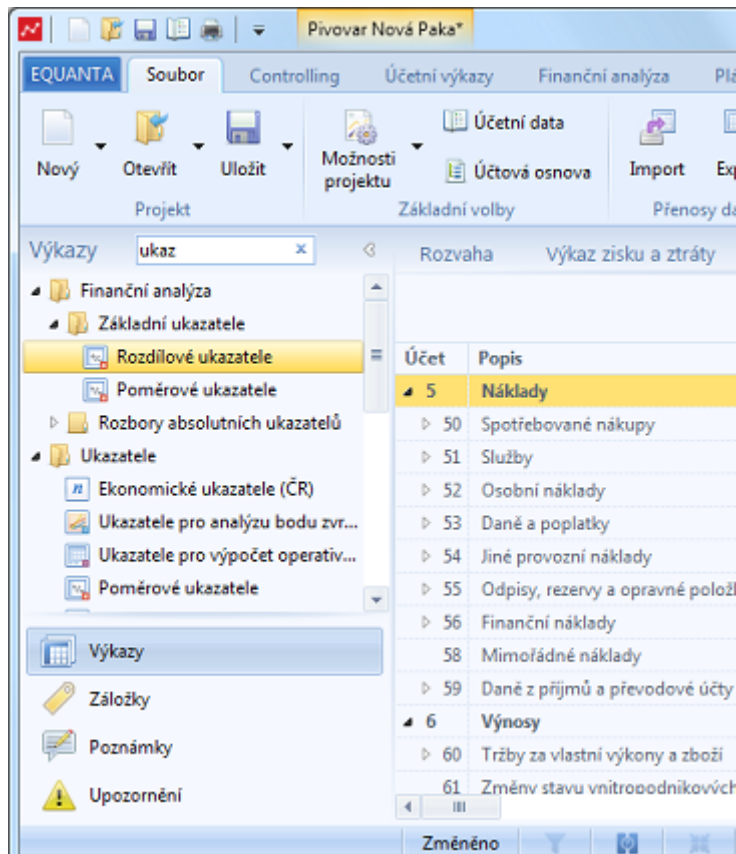 Pivovar Nová Paka*
EQUANTA Soubor Controlling Účetní výkazy Finanční analýza
Nový Otevřít Uložit Možnosti projektu Účetní data Účtová osnova Import
Projekt Základní volby Přenosy
Výkazy ukaz x Rozvaha Výkaz zisku a ztráty
Finanční analýza
Základní ukazatele
Rozdílové ukazatele
Poměrové ukazatele
Rozbory absolutních ukazatelů
Ukazatele
Ekonomické ukazatele (ČR)
Ukazatele pro analýzu bodu zvr...
Ukazatele pro výpočet operativ...
Poměrové ukazatele
Výkazy
Záložky
Poznámky
Upozornění
Účet Popis
5 Náklady
50 Spotřebované nákupy
51 Služby
52 Osobní náklady
53 Daně a poplatky
54 Jiné provozní náklady
55 Odpisy, rezervy a opravné
56 Finanční náklady
58 Mimořádné náklady
59 Daně z příjmů a převodové účty
6 Výnosy
60 Tržby za vlastní výkony a zboží
61 Změny stavu vnitropodnikových
Změněno